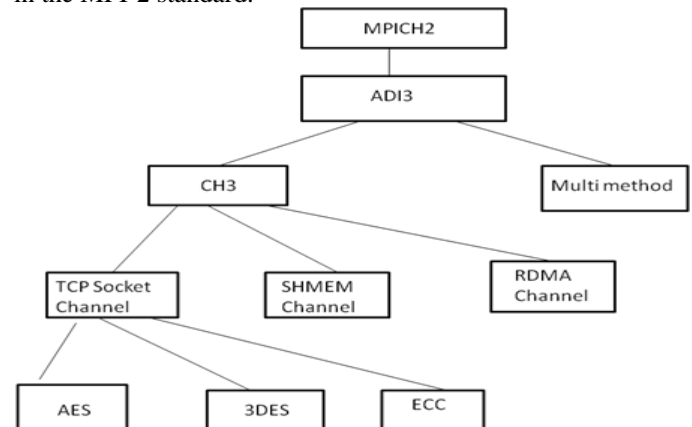 in the MPI-2 standard.
MPICH2
ADI3
CH3
Multi method
TCP Socket
Channel
SHMEM
Channel
RDMA
Channel
AES
3DES
ECC